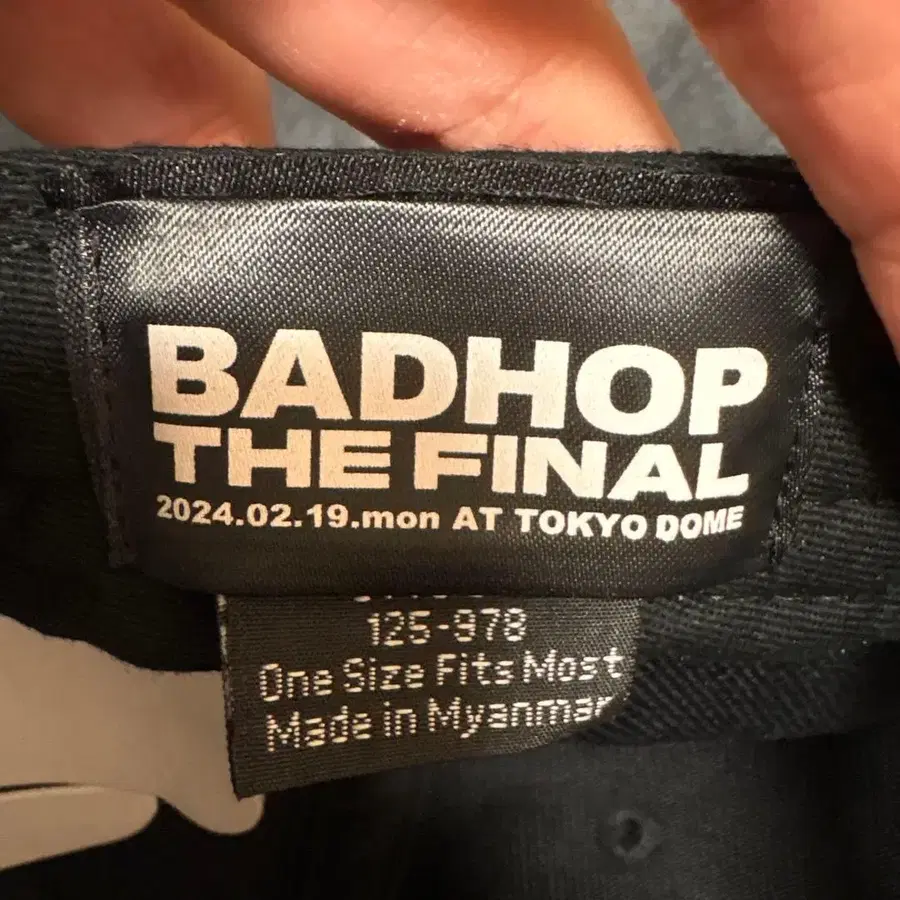 BADHOP
THE FINAL
2024.02.19.mon AT TOKYO DOME
125-978
One Size Fits Most
Made in Myanmar